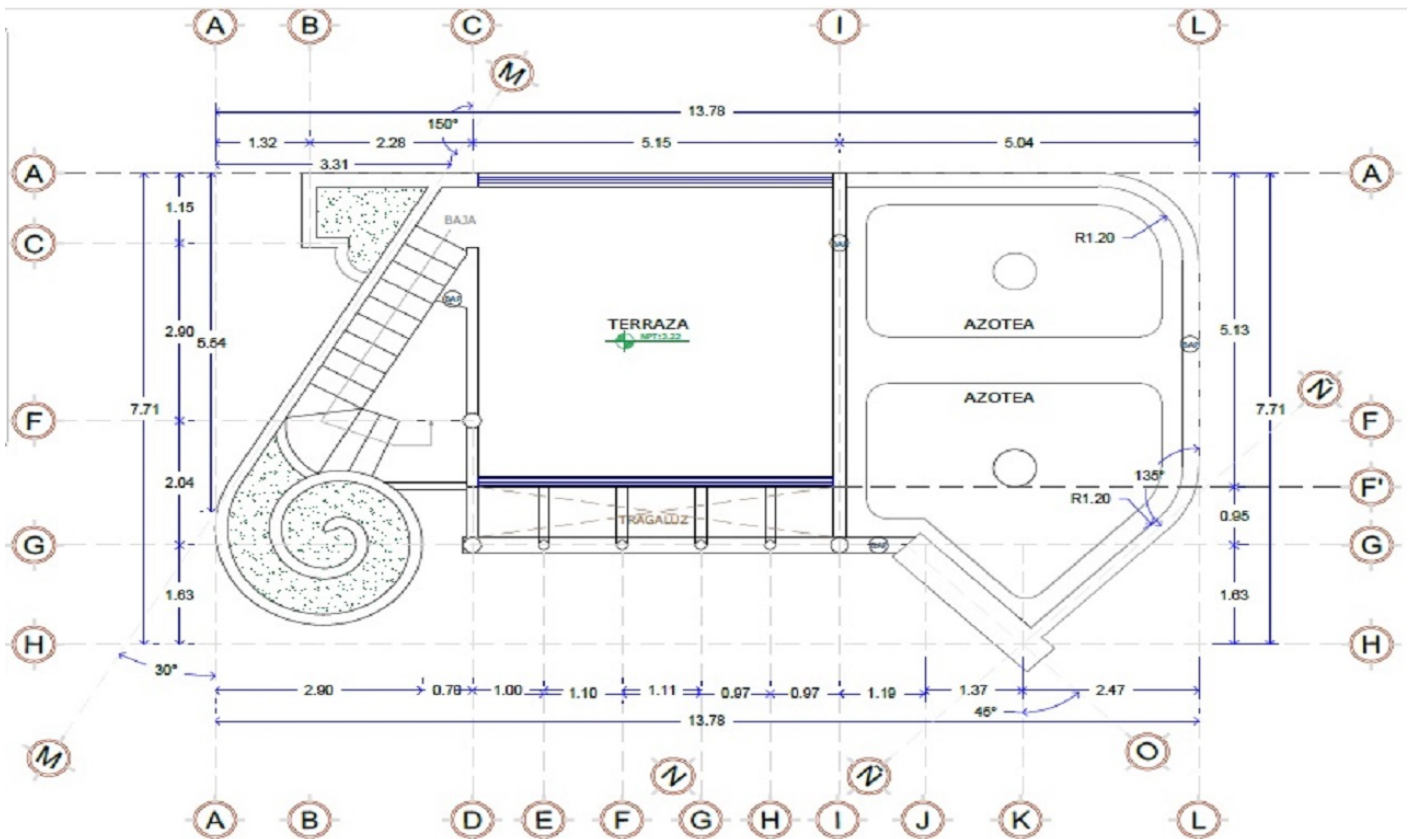 A B C I L
M
13.78
150°
1.32 2.28 5.15 5.04
3.31
A A
1.15
BAJA
C
R1.20
2.90
5.54
TERRAZA
AZOTEA
5.13
AZOTEA
Ñ
7.71
7.71
F F
135°
2.04
R1.20
F'
TRAGALUZ
0.95
G G
1.63
1.63
H H
30°
2.90 0.78 1.00 1.10 1.11 0.97 0.97 1.19 1.37 2.47
45°
13.78
M N Ñ O
A B D E F G H I J K L